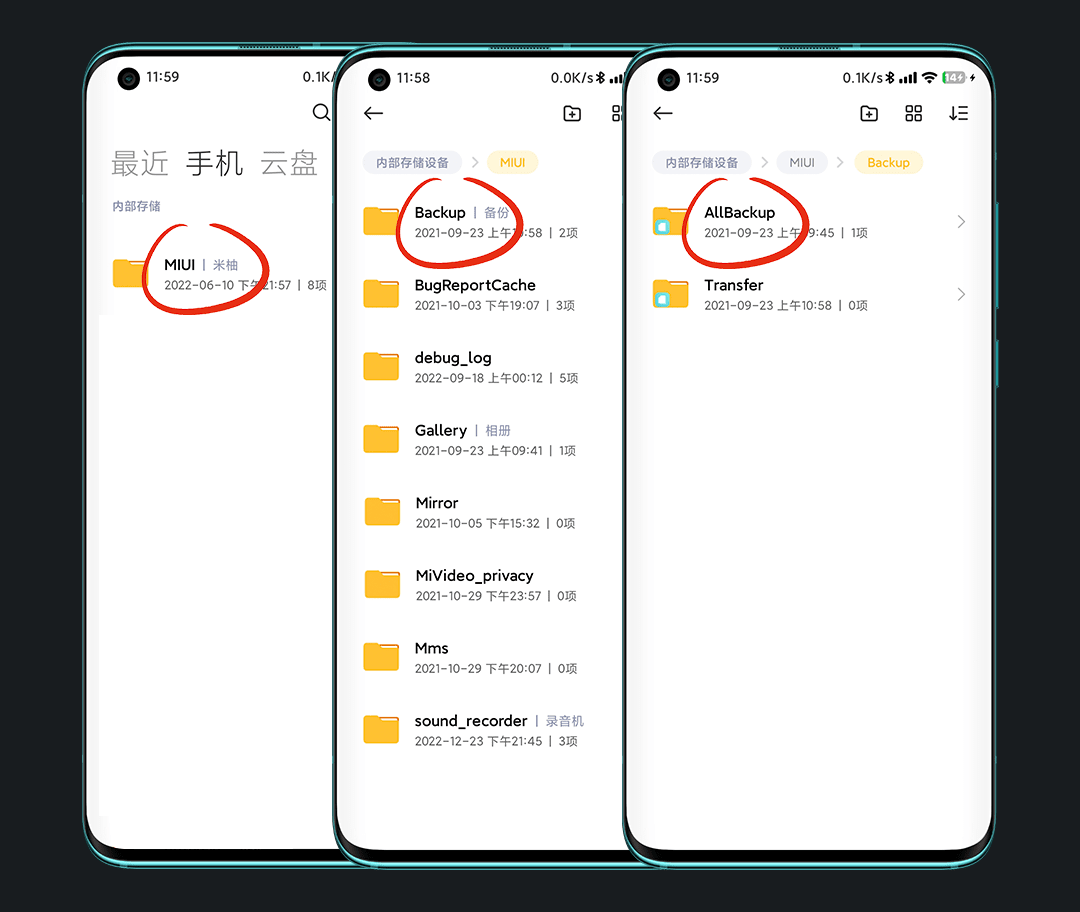 11:59
0.1K/
最近 手机 云盘
内部存储
MIUI | 米柚
2022-06-10 下午21:57 | 8项
11:58
0.0K/s
内部存储设备 > MIUI
Backup | 备份
2021-09-23 上午:58 | 2项
BugReportCache
2021-10-03 下午19:07 | 3项
debug_log
2022-09-18 上午00:12 | 5项
Gallery | 相册
2021-09-23 上午09:41 | 1项
Mirror
2021-10-05 下午15:32 | 0项
MiVideo_privacy
2021-10-29 下午23:57 | 0项
Mms
2021-10-29 下午20:07 | 0项
sound_recorder | 录音机
2022-12-23 下午21:45 | 3项
11:59
0.1K/s 14
内部存储设备 > MIUI > Backup
AllBackup
2021-09-23 上午9:45 | 1项
Transfer
2021-09-23 上午10:58 | 0项